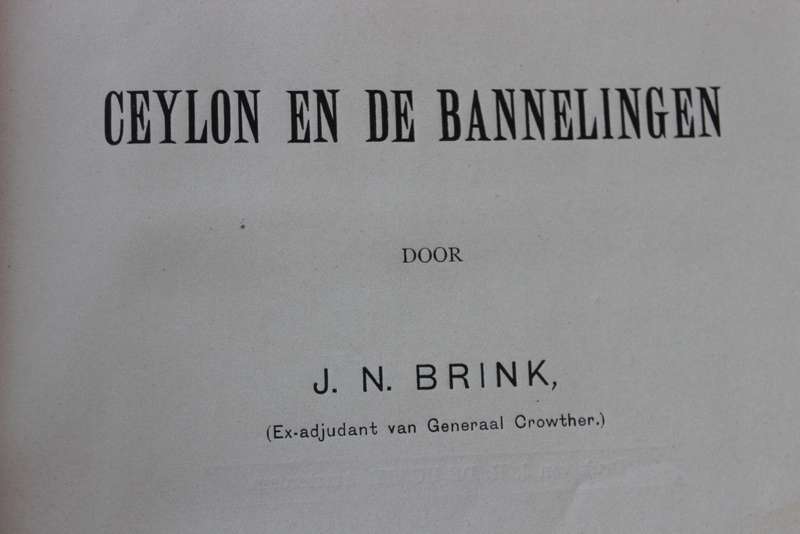 CEYLON EN DE BANNELINGEN
DOOR
J. N. BRINK,
(Ex-adjudant van Generaal Crowther.)